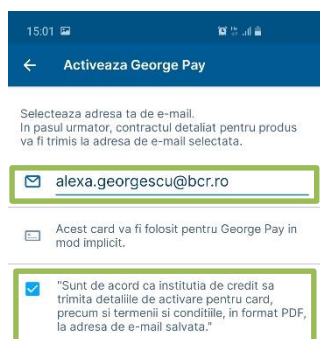 15:01
Activeaza George Pay
Selecteaza adresa ta de e-mail.
In pasul urmator, contractul detaliat pentru produs
va fi trimis la adresa de e-mail selectata.
alexa.georgescu@bcr.ro
Acest card va fi folosit pentru George Pay in
mod implicit.
"Sunt de acord ca institutia de credit sa
trimita detaliile de activare pentru card,
precum si termenii si conditiile, in format PDF,
la adresa de e-mail salvata."